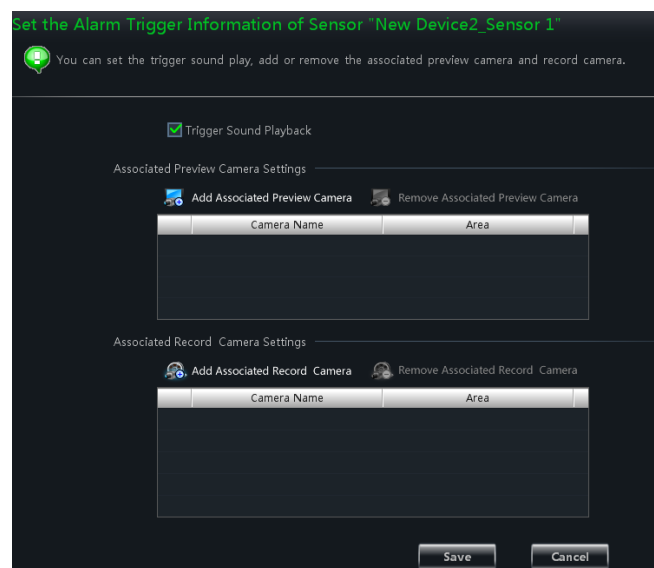 Set the Alarm Trigger Information of Sensor "New Device2_Sensor 1"
You can set the trigger sound play, add or remove the associated preview camera and record camera.
Trigger Sound Playback
Associated Preview Camera Settings
Add Associated Preview Camera Remove Associated Preview Camera
Camera Name Area
Associated Record Camera Settings
Add Associated Record Camera Remove Associated Record Camera
Camera Name Area
Save Cancel